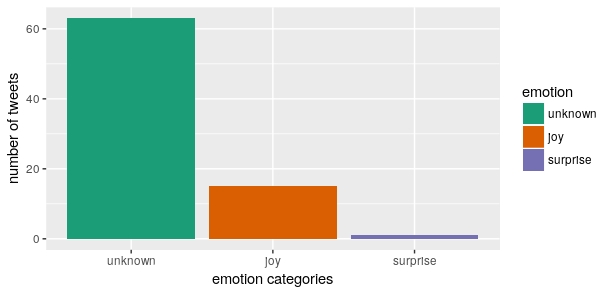 number of tweets
60
40
20
0
unknown
joy
surprise
emotion categories
emotion
unknown
joy
surprise